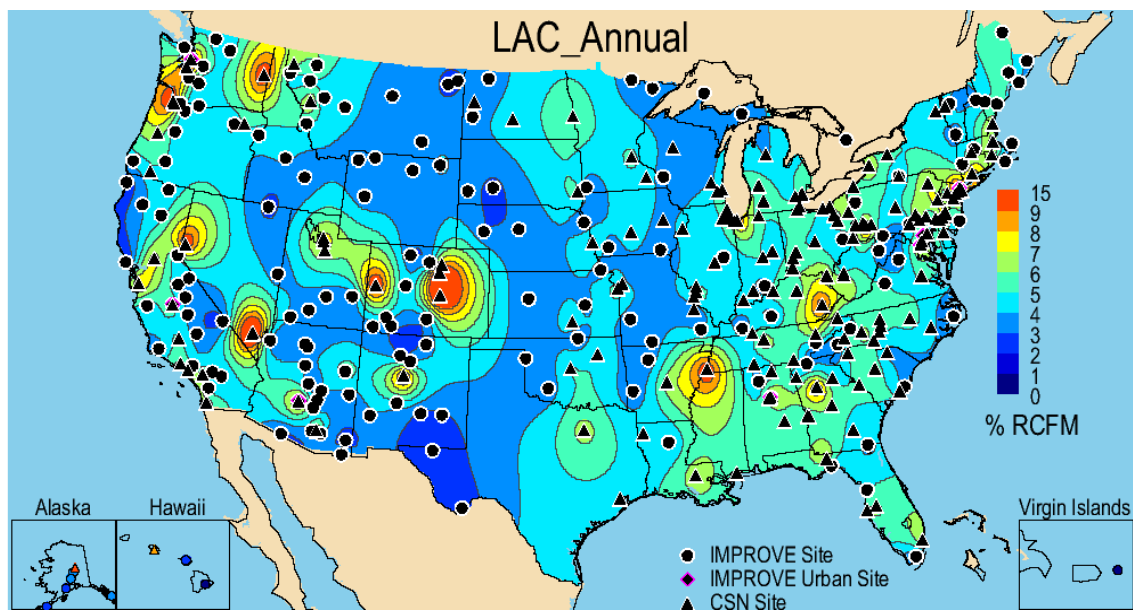 LAC_Annual
15
9
8
7
6
5
4
3
2
1
0
% RCFM
Alaska
Hawaii
Virgin Islands
IMPROVE Site
IMPROVE Urban Site
CSN Site